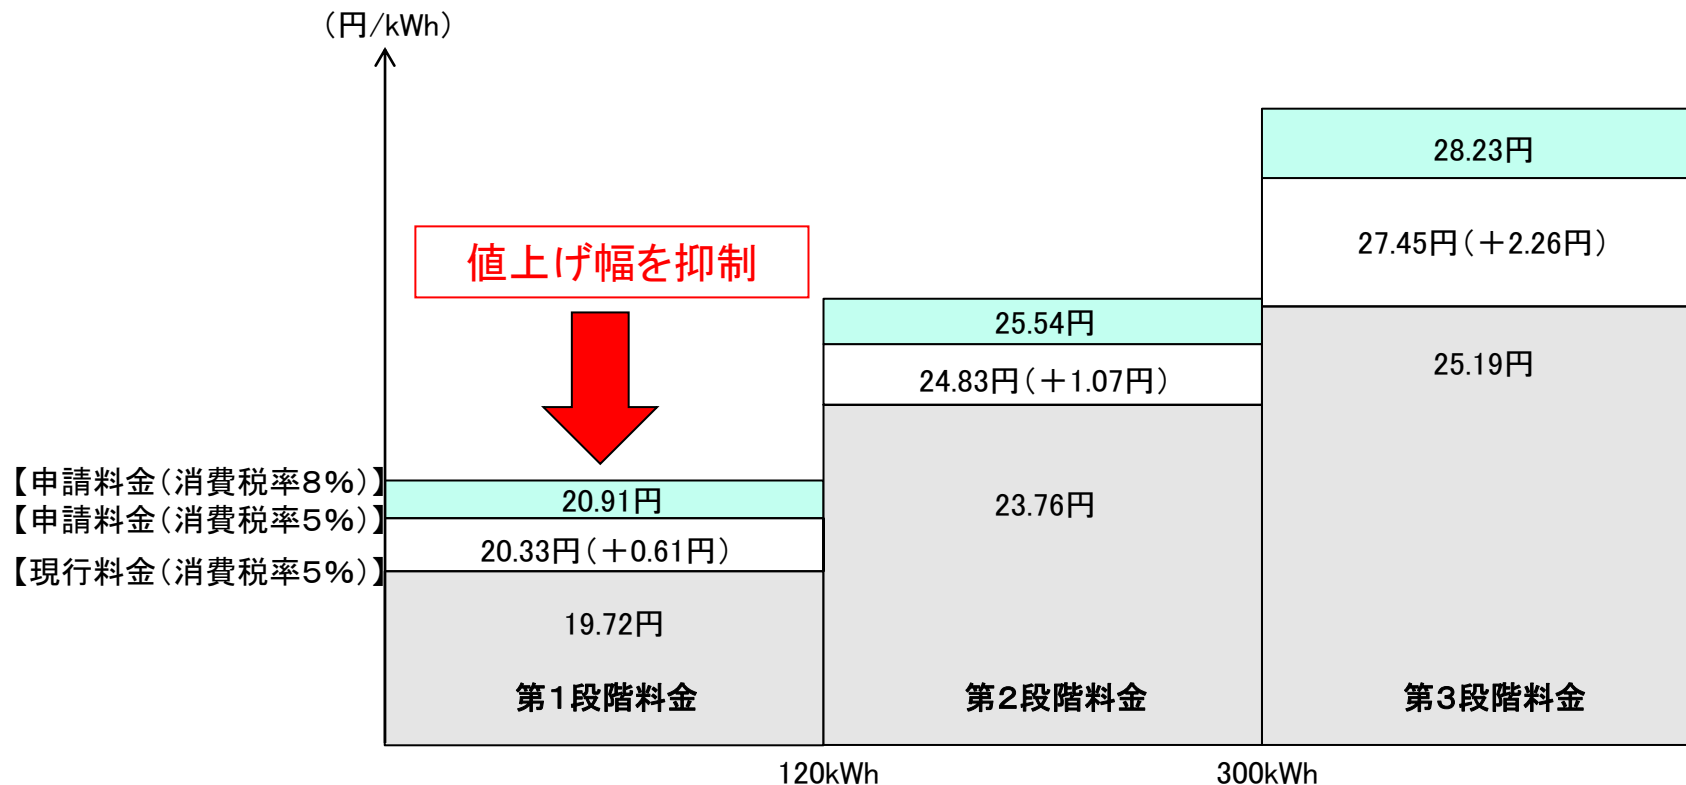 (円/kWh)
28.23円
27.45円(+2.26円)
25.19円
値上げ幅を抑制
25.54円
24.83円(+1.07円)
23.76円
【申請料金(消費税率8%)】
20.91円
【申請料金(消費税率5%)】
20.33円(+0.61円)
【現行料金(消費税率5%)】
19.72円
第1段階料金
第2段階料金
第3段階料金
120kWh
300kWh